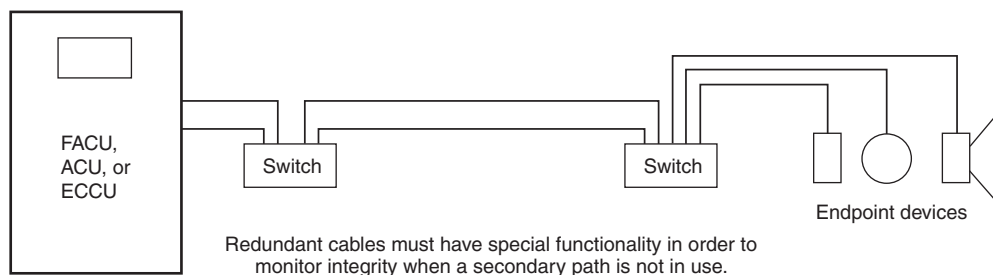 FACU,
ACU, or
ECCU
Switch
Switch
Endpoint devices
Redundant cables must have special functionality in order to
monitor integrity when a secondary path is not in use.